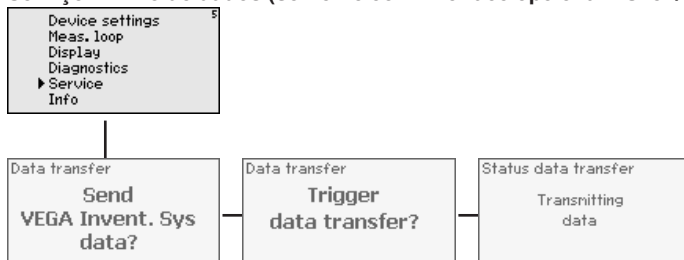 Device settings
5
Meas. loop
Display
Diagnostics
Service
Info
Data transfer
Send
VEGA Invent. Sys
data?
Data transfer
Trigger
data transfer?
Status data transfer
Transmitting
data